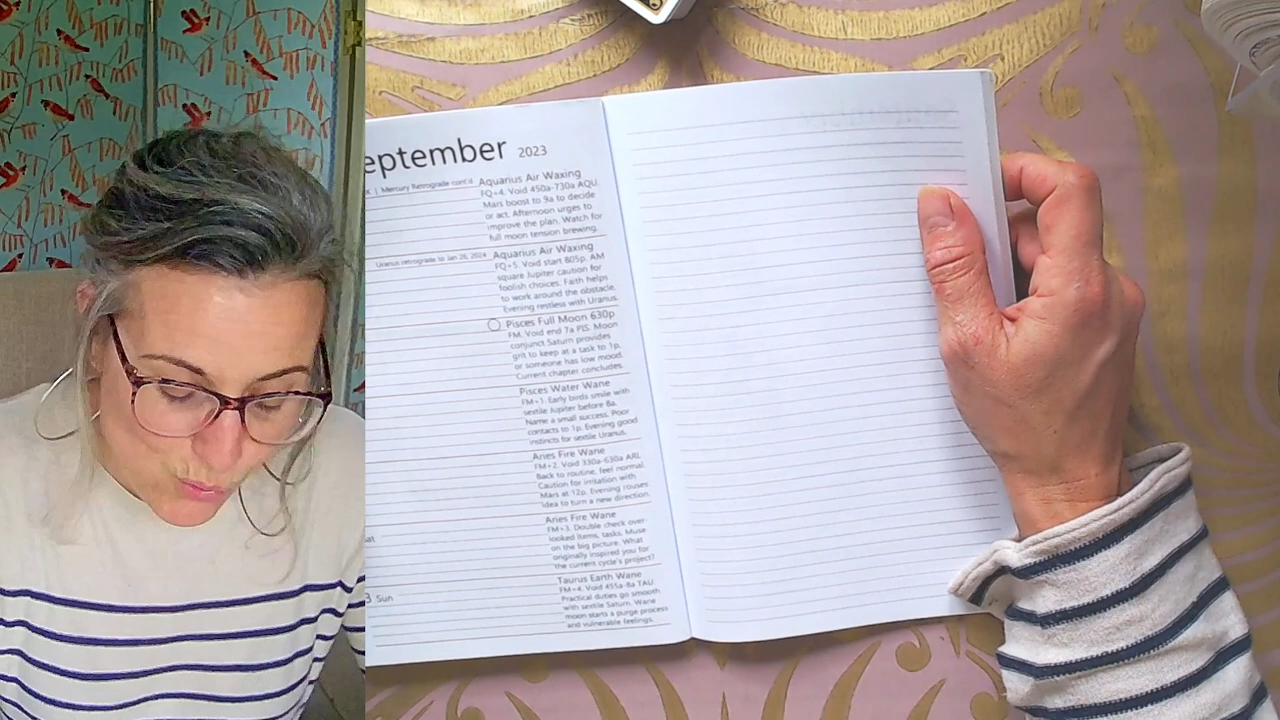 eptember 2023
K | Mercury Retrograde cont'd
Aquarius Air Waxing
FQ+4. Void 450a-730a AQU.
Mars boost to 9a to decide
or act. Afternoon urges to
improve the plan. Watch for
full moon tension brewing.
Uranus retrograde to Jan 26, 2024
Aquarius Air Waxing
FQ+5. Void start 805p. AM
square Jupiter caution for
foolish choices. Faith helps
to work around the obstacle.
Evening restless with Uranus.
Pisces Full Moon 630p
FM. Void end 7a PIS. Moon
conjunct Saturn provides
grit to keep at a task to 1p,
or someone has low mood.
Current chapter concludes.
Pisces Water Wane
FM+1. Early birds smile with
sextile Jupiter before 8a.
Name a small success. Poor
contacts to 1p. Evening good
instincts for sextile Uranus.
Aries Fire Wane
FM+2. Void 330a-630a ARI.
Back to routine, feel normal.
Caution for irritation with
Mars at 12p. Evening rouses
idea to turn a new direction.
Aries Fire Wane
FM+3. Double check over-
looked items, tasks. Muse
on the big picture. What
originally inspired you for
the current cycle's project?
at
3 Sun
Taurus Earth Wane
FM+4. Void 455a-8a TAU.
Practical duties go smooth
with sextile Saturn. Wane
moon starts a purge process
and vulnerable feelings.